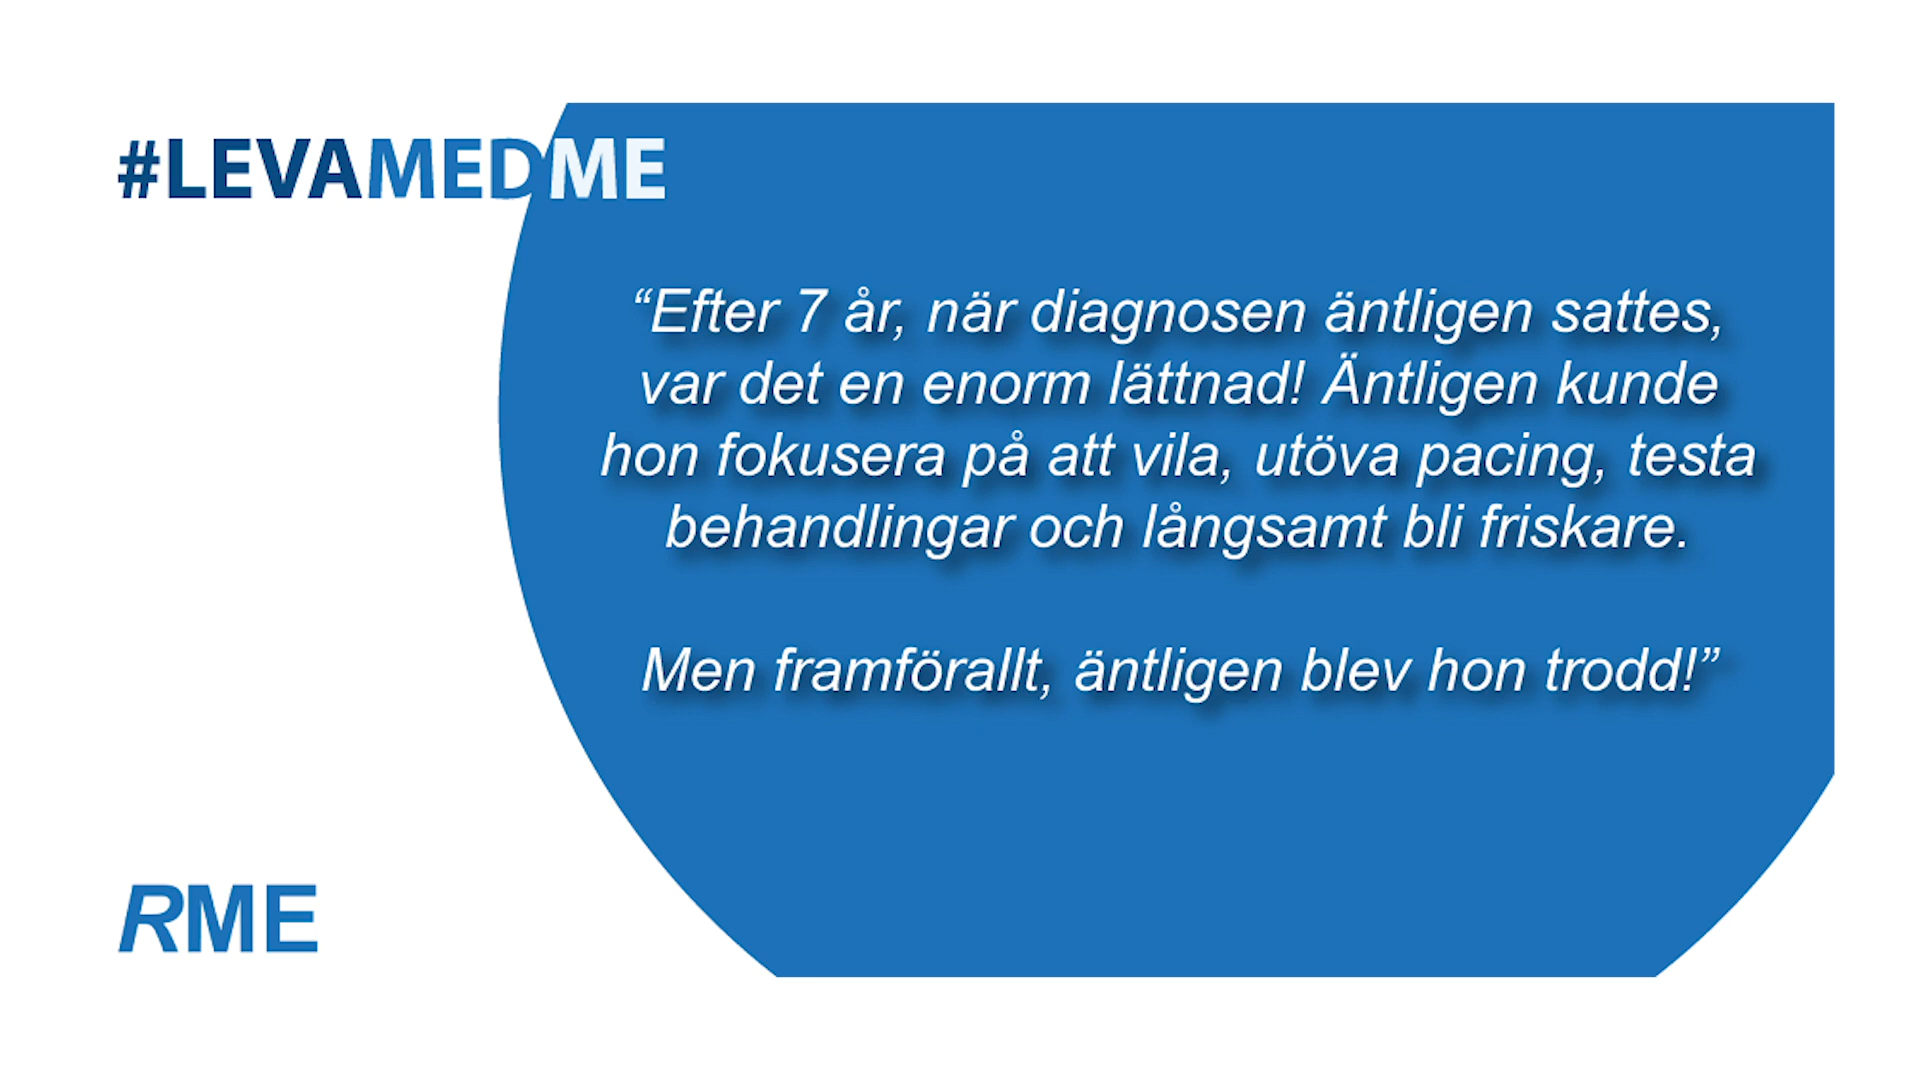 #LEVAMEDME
“Efter 7 år, när diagnosen äntligen sattes,
var det en enorm lättnad! Äntligen kunde
hon fokusera på att vila, utöva pacing, testa
behandlingar och långsamt bli friskare.
Men framförallt, äntligen blev hon trodd!”
RME